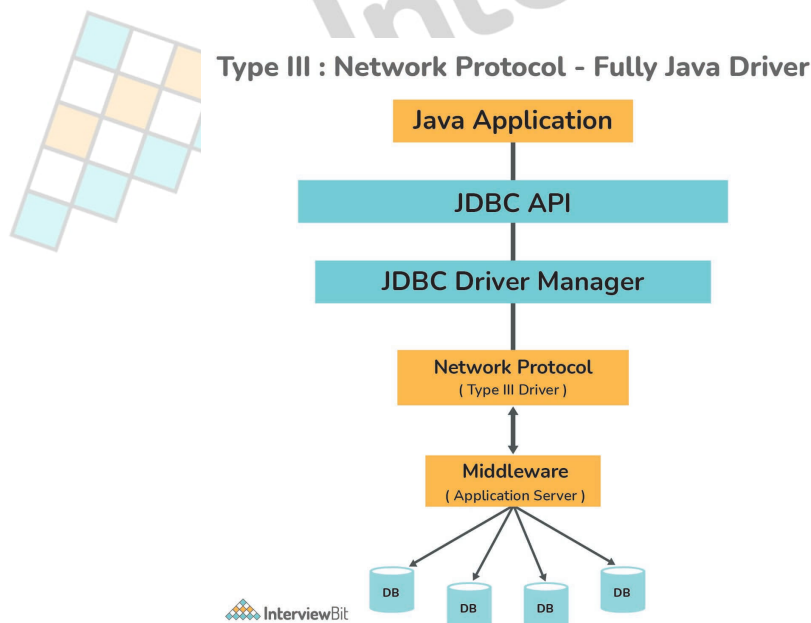 Type III : Network Protocol - Fully Java Driver
Java Application
JDBC API
JDBC Driver Manager
Network Protocol
( Type III Driver )
Middleware
( Application Server )
DB
DB
DB
DB
InterviewBit